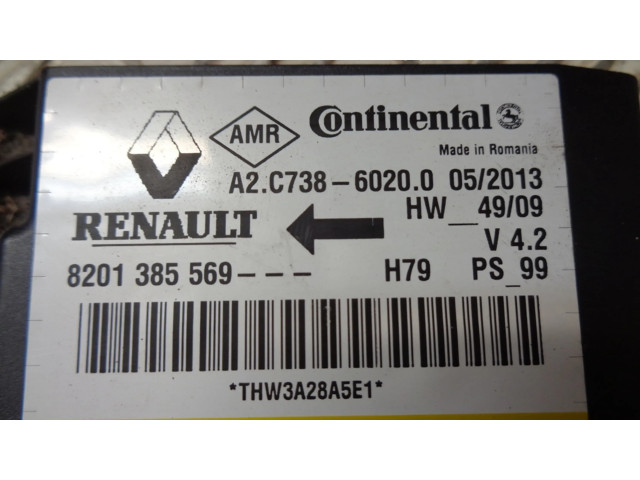 AMR Continental
Made in Romania
A2.C738-6020.0 05/2013
RENAULT HW__49/09
V 4.2
8201 385 569--- H79 PS_99
*THW3A28A5E1*